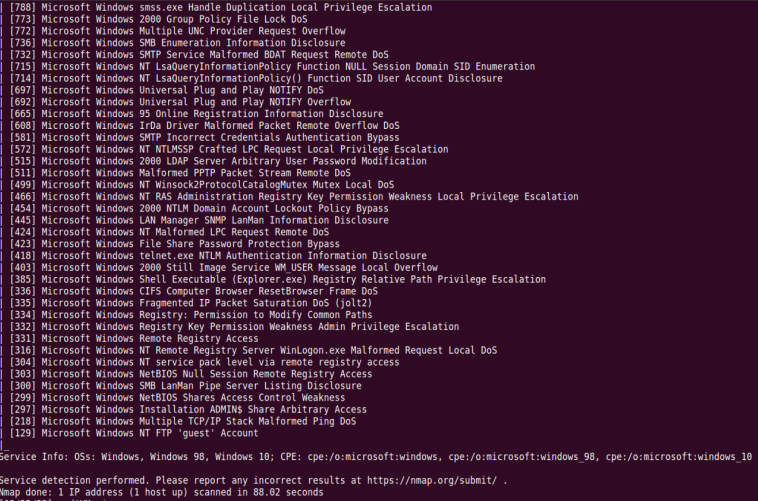 | [788] Microsoft Windows smss.exe Handle Duplication Local Privilege Escalation
| [773] Microsoft Windows 2000 Group Policy File Lock DoS
| [772] Microsoft Windows Multiple UNC Provider Request Overflow
| [736] Microsoft Windows SMB Enumeration Information Disclosure
| [732] Microsoft Windows SMTP Service Malformed BDAT Request Remote DoS
| [715] Microsoft Windows NT LsaQueryInformationPolicy Function NULL Session Domain SID Enumeration
| [714] Microsoft Windows NT LsaQueryInformationPolicy() Function SID User Account Disclosure
| [697] Microsoft Windows Universal Plug and Play NOTIFY DoS
| [692] Microsoft Windows Universal Plug and Play NOTIFY Overflow
| [665] Microsoft Windows 95 Online Registration Information Disclosure
| [608] Microsoft Windows IrDa Driver Malformed Packet Remote Overflow DoS
| [581] Microsoft Windows SMTP Incorrect Credentials Authentication Bypass
| [572] Microsoft Windows NT NTLMSSP Crafted LPC Request Local Privilege Escalation
| [515] Microsoft Windows 2000 LDAP Server Arbitrary User Password Modification
| [511] Microsoft Windows Malformed PPTP Packet Stream Remote DoS
| [499] Microsoft Windows NT Winsock2ProtocolCatalogMutex Mutex Local DoS
| [466] Microsoft Windows NT RAS Administration Registry Key Permission Weakness Local Privilege Escalation
| [454] Microsoft Windows 2000 NTLM Domain Account Lockout Policy Bypass
| [445] Microsoft Windows LAN Manager SNMP LanMan Information Disclosure
| [424] Microsoft Windows NT Malformed LPC Request Remote DoS
| [423] Microsoft Windows File Share Password Protection Bypass
| [418] Microsoft Windows telnet.exe NTLM Authentication Information Disclosure
| [403] Microsoft Windows 2000 Still Image Service WM_USER Message Local Overflow
| [385] Microsoft Windows Shell Executable (Explorer.exe) Registry Relative Path Privilege Escalation
| [336] Microsoft Windows CIFS Computer Browser ResetBrowser Frame DoS
| [335] Microsoft Windows Fragmented IP Packet Saturation DoS (jolt2)
| [334] Microsoft Windows Registry: Permission to Modify Common Paths
| [332] Microsoft Windows Registry Key Permission Weakness Admin Privilege Escalation
| [331] Microsoft Windows Remote Registry Access
| [316] Microsoft Windows NT Remote Registry Server WinLogon.exe Malformed Request Local DoS
| [304] Microsoft Windows NT service pack level via remote registry access
| [303] Microsoft Windows NetBIOS Null Session Remote Registry Access
| [300] Microsoft Windows SMB LanMan Pipe Server Listing Disclosure
| [299] Microsoft Windows NetBIOS Shares Access Control Weakness
| [297] Microsoft Windows Installation ADMIN$ Share Arbitrary Access
| [218] Microsoft Windows Multiple TCP/IP Stack Malformed Ping DoS
| [129] Microsoft Windows NT FTP 'guest' Account
|_
Service Info: OSs: Windows, Windows 98, Windows 10; CPE: cpe:/o:microsoft:windows, cpe:/o:microsoft:windows_98, cpe:/o:microsoft:windows_10
Service detection performed. Please report any incorrect results at https://nmap.org/submit/ .
Nmap done: 1 IP address (1 host up) scanned in 88.02 seconds